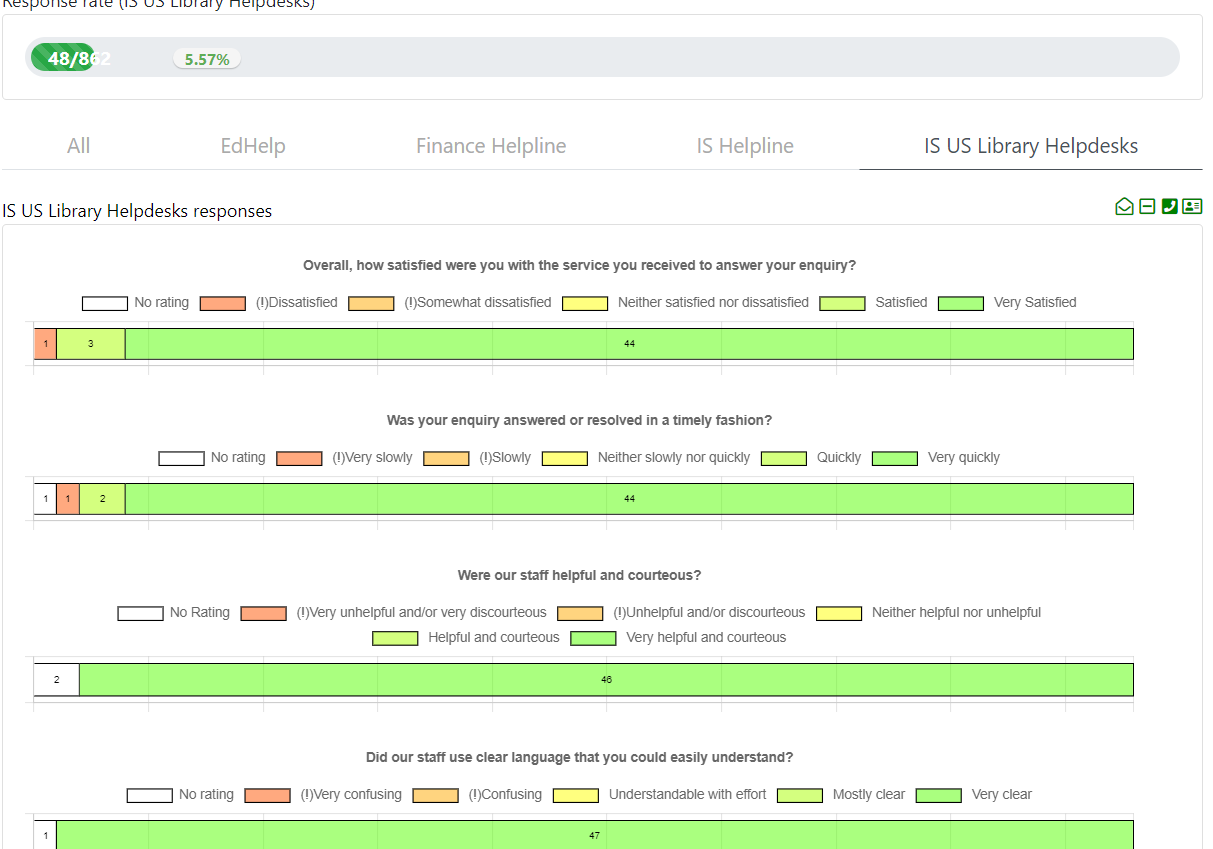 Response rate (IS US Library Helpdesks)
48/862 5.57%
All EdHelp Finance Helpline IS Helpline IS US Library Helpdesks
IS US Library Helpdesks responses
Overall, how satisfied were you with the service you received to answer your enquiry?
No rating (!)Dissatisfied (!)Somewhat dissatisfied Neither satisfied nor dissatisfied Satisfied Very Satisfied
1 3 44
Was your enquiry answered or resolved in a timely fashion?
No rating (!)Very slowly (!)Slowly Neither slowly nor quickly Quickly Very quickly
1 1 2 44
Were our staff helpful and courteous?
No Rating (!)Very unhelpful and/or very discourteous (!)Unhelpful and/or discourteous Neither helpful nor unhelpful
Helpful and courteous Very helpful and courteous
2 46
Did our staff use clear language that you could easily understand?
No rating (!)Very confusing (!)Confusing Understandable with effort Mostly clear Very clear
1 47